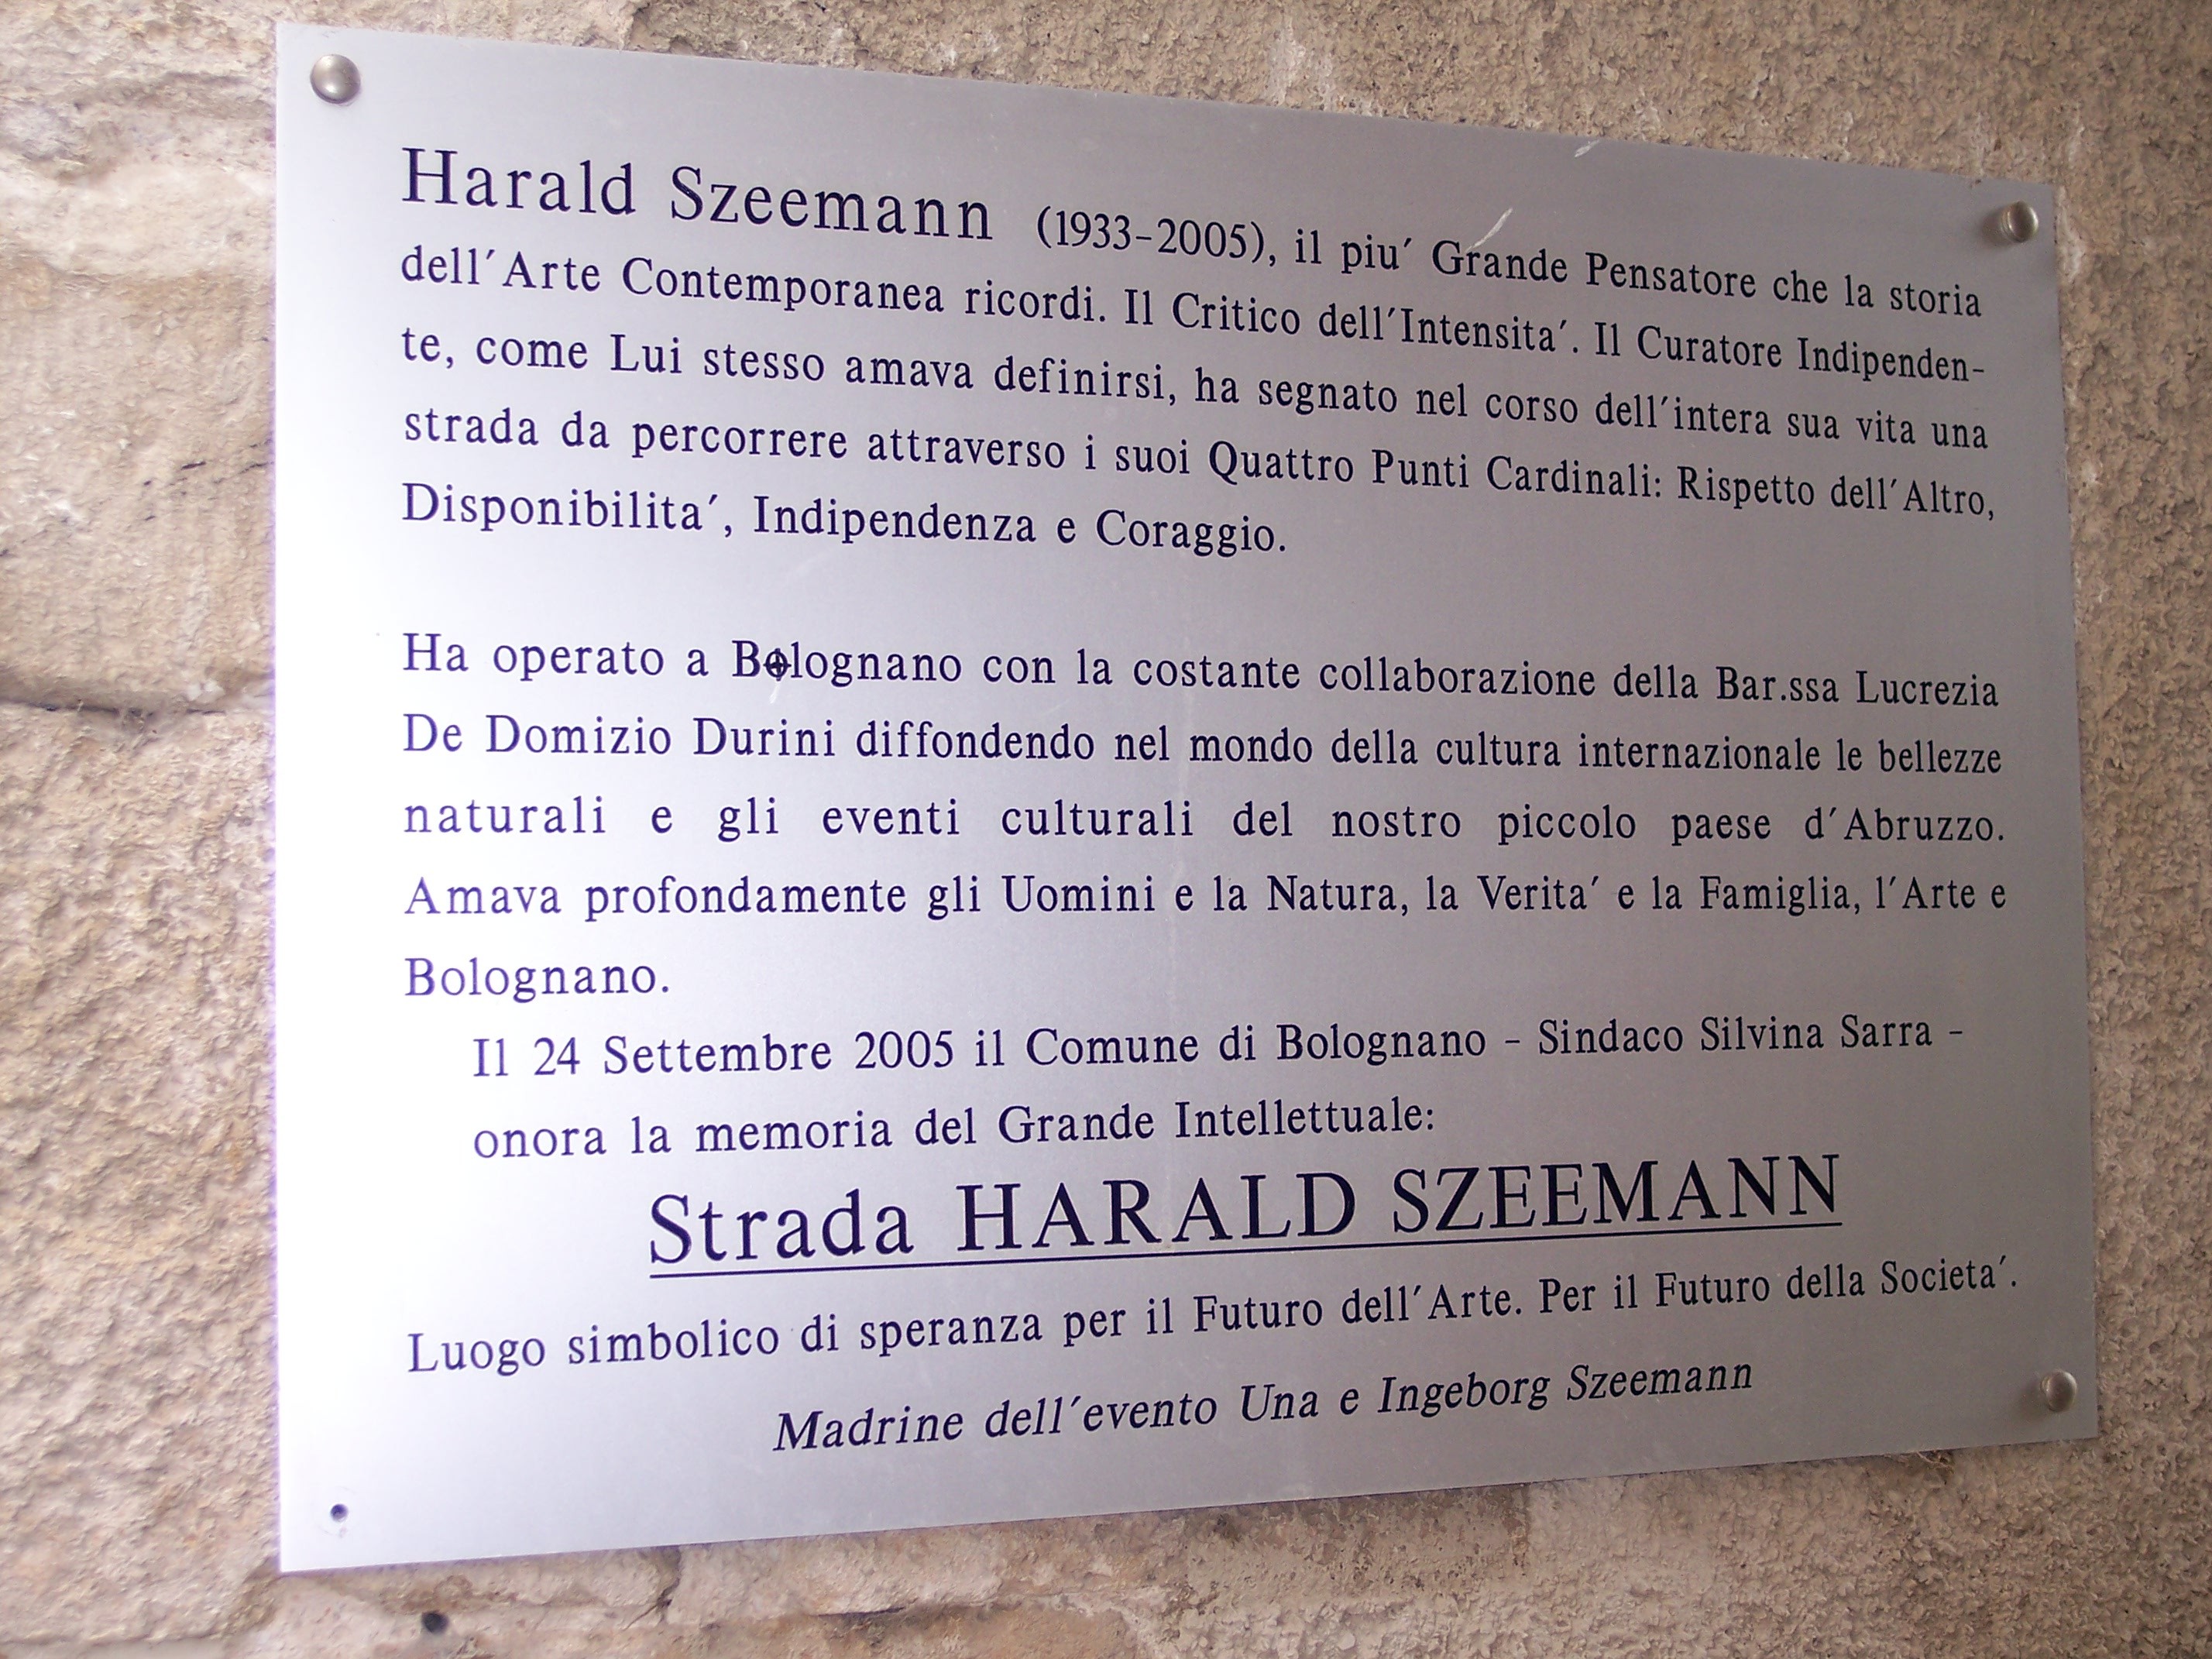 Harald Szeemann (1933-2005), il piu' Grande Pensatore che la storia
dell'Arte Contemporanea ricordi. Il Critico dell'Intensita'. Il Curatore Indipenden-
te, come Lui stesso amava definirsi, ha segnato nel corso dell'intera sua vita una
strada da percorrere attraverso i suoi Quattro Punti Cardinali: Rispetto dell'Altro,
Disponibilita', Indipendenza e Coraggio.
Ha operato a Bolognano con la costante collaborazione della Bar.ssa Lucrezia
De Domizio Durini diffondendo nel mondo della cultura internazionale le bellezze
naturali e gli eventi culturali del nostro piccolo paese d'Abruzzo.
Amava profondamente gli Uomini e la Natura, la Verita' e la Famiglia, l'Arte e
Bolognano.
Il 24 Settembre 2005 il Comune di Bolognano - Sindaco Silvina Sarra -
onora la memoria del Grande Intellettuale:
Strada HARALD SZEEMANN
Luogo simbolico di speranza per il Futuro dell'Arte. Per il Futuro della Societa'.
Madrine dell'evento Una e Ingeborg Szeemann